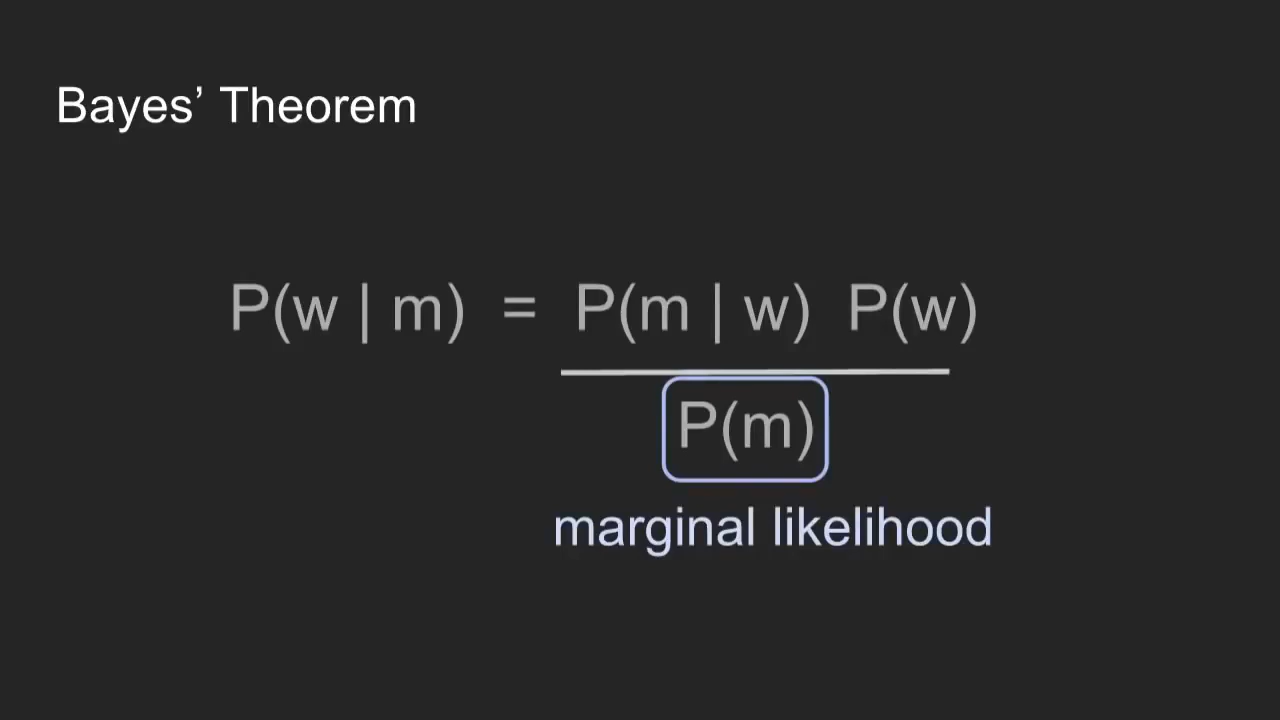 Bayes’ Theorem
P(w | m) = P(m | w) P(w)
P(m)
marginal likelihood